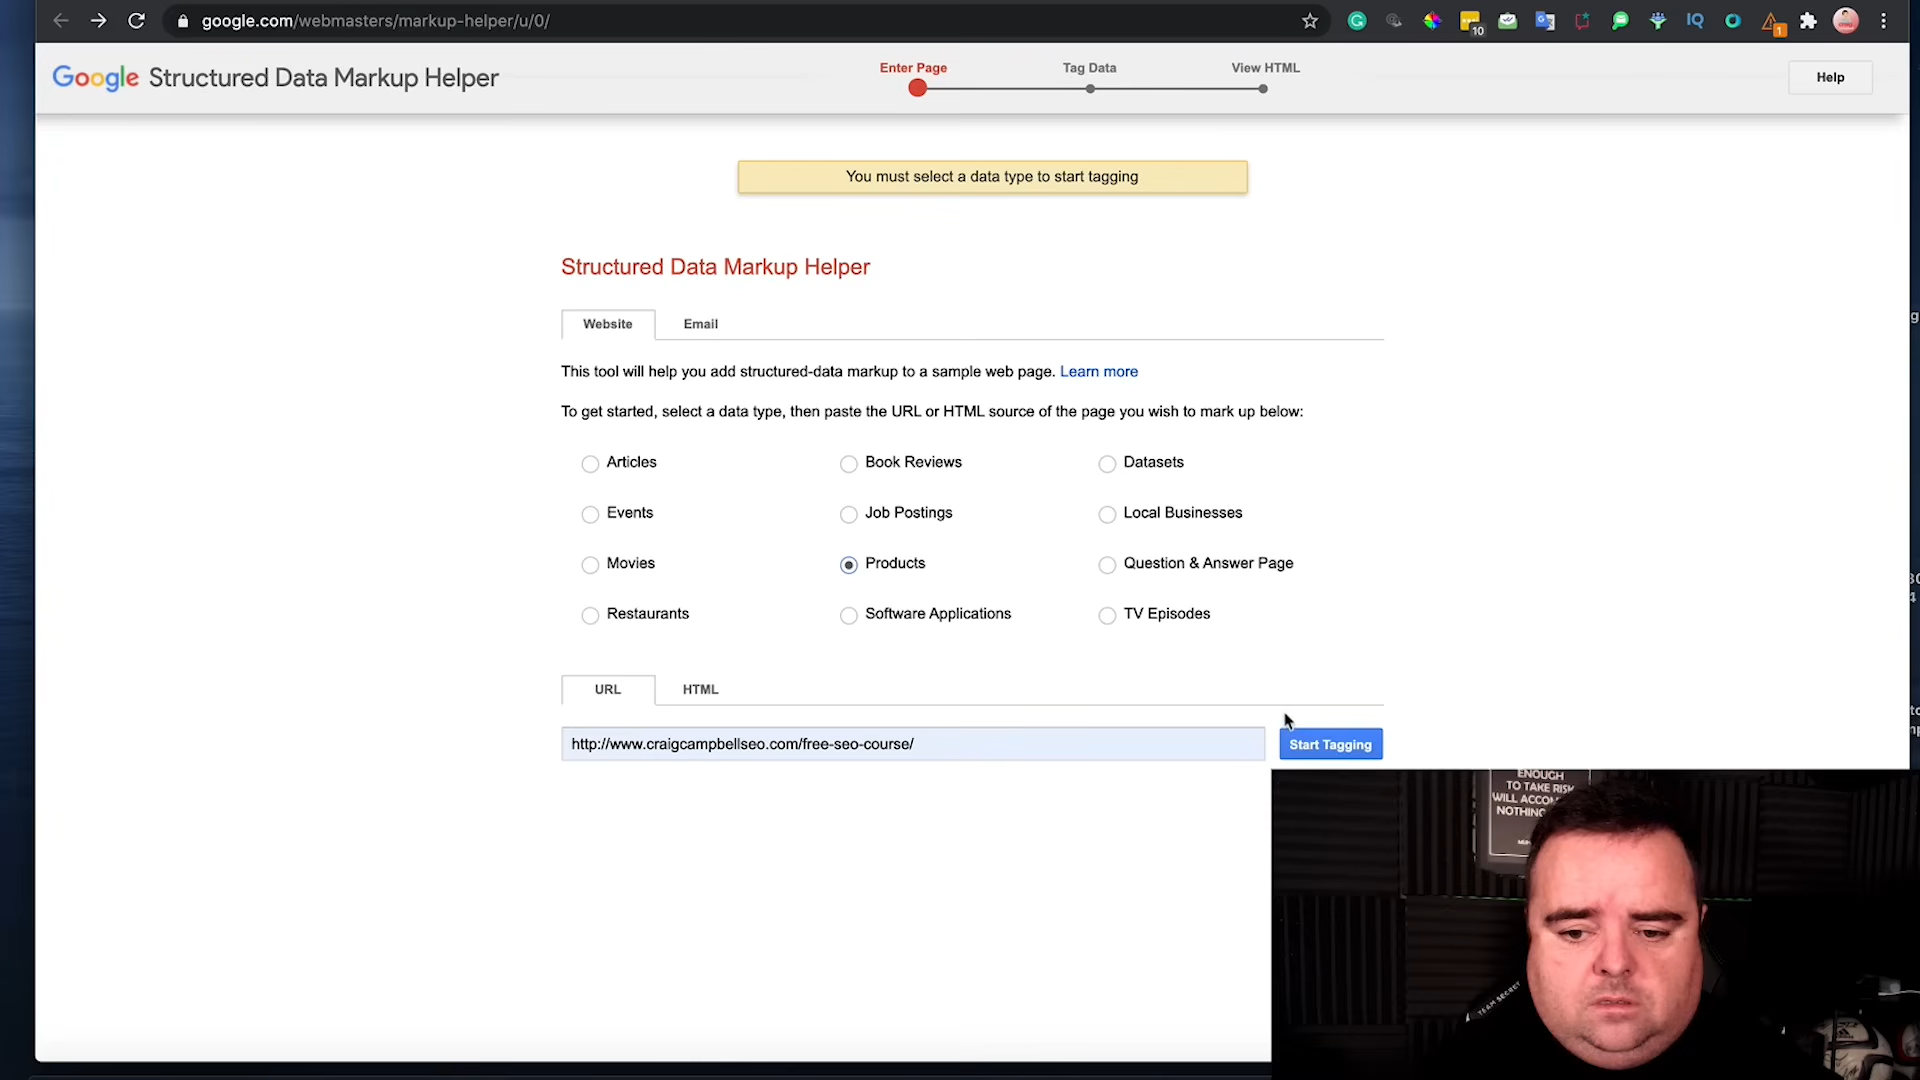 google.com/webmasters/markup-helper/u/0/
10
IQ
1
Google Structured Data Markup Helper
Enter Page
Tag Data
View HTML
Help
You must select a data type to start tagging
Structured Data Markup Helper
Website
Email
This tool will help you add structured-data markup to a sample web page. Learn more
To get started, select a data type, then paste the URL or HTML source of the page you wish to mark up below:
Articles
Book Reviews
Datasets
Events
Job Postings
Local Businesses
Movies
Products
Question & Answer Page
Restaurants
Software Applications
TV Episodes
URL
HTML
http://www.craigcampbellseo.com/free-seo-course/
Start Tagging
ENOUGH
TO TAKE RISK
WILL
NOTHING
TEAM SECRET